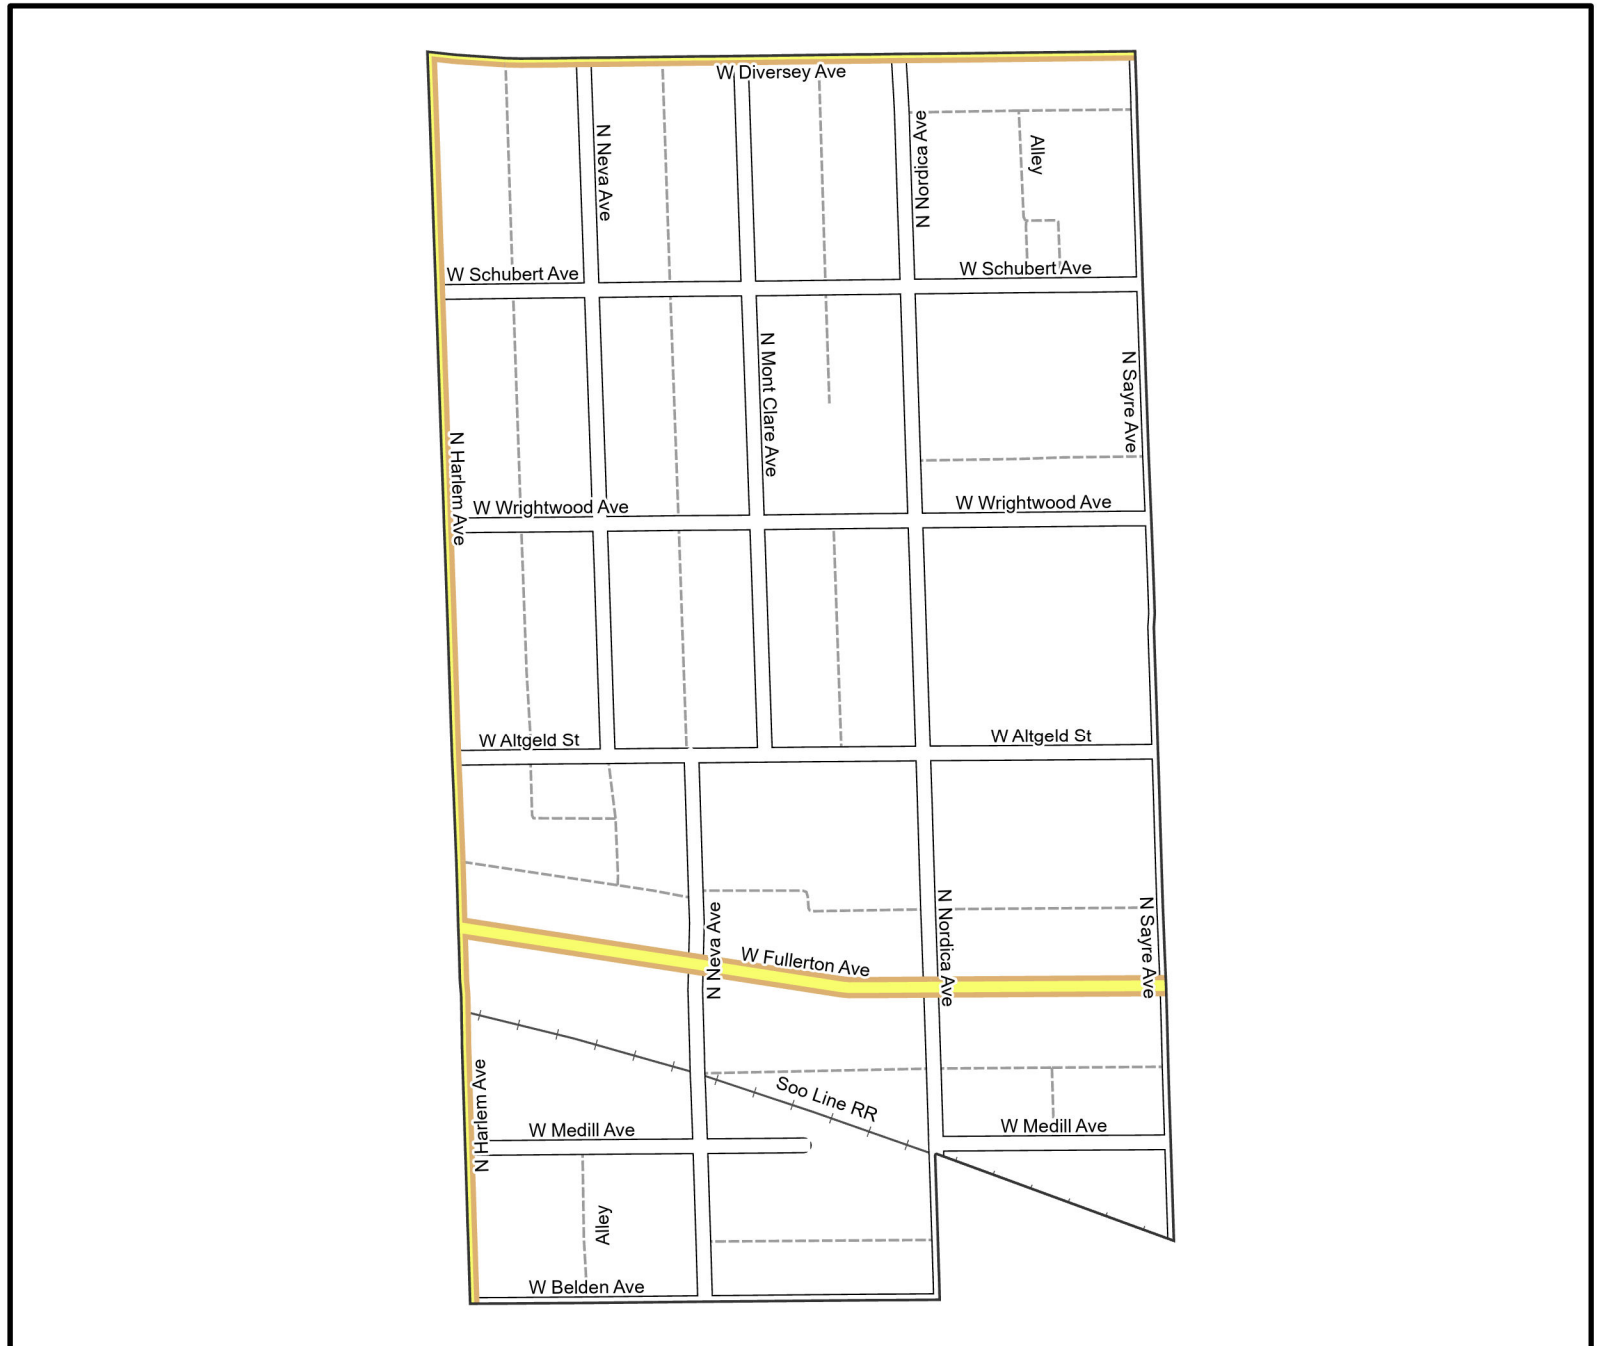 W Diversey Ave
N Neva Ave
N Nordica Ave
Alley
W Schubert Ave
W Schubert Ave
N Mont Clare Ave
N Sayre Ave
N Harlem Ave
W Wrightwood Ave
W Wrightwood Ave
W Altgeld St
W Altgeld St
N Neva Ave
W Fullerton Ave
N Nordica Ave
N Sayre Ave
N Harlem Ave
Soo Line RR
W Medill Ave
W Medill Ave
Alley
W Belden Ave